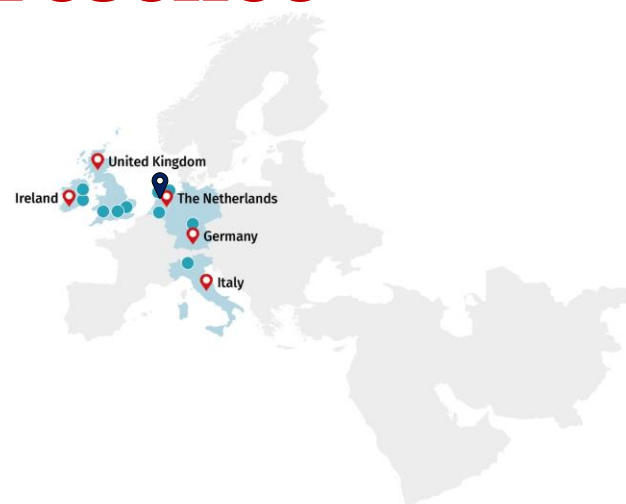 United Kingdom
Ireland
The Netherlands
Germany
Italy